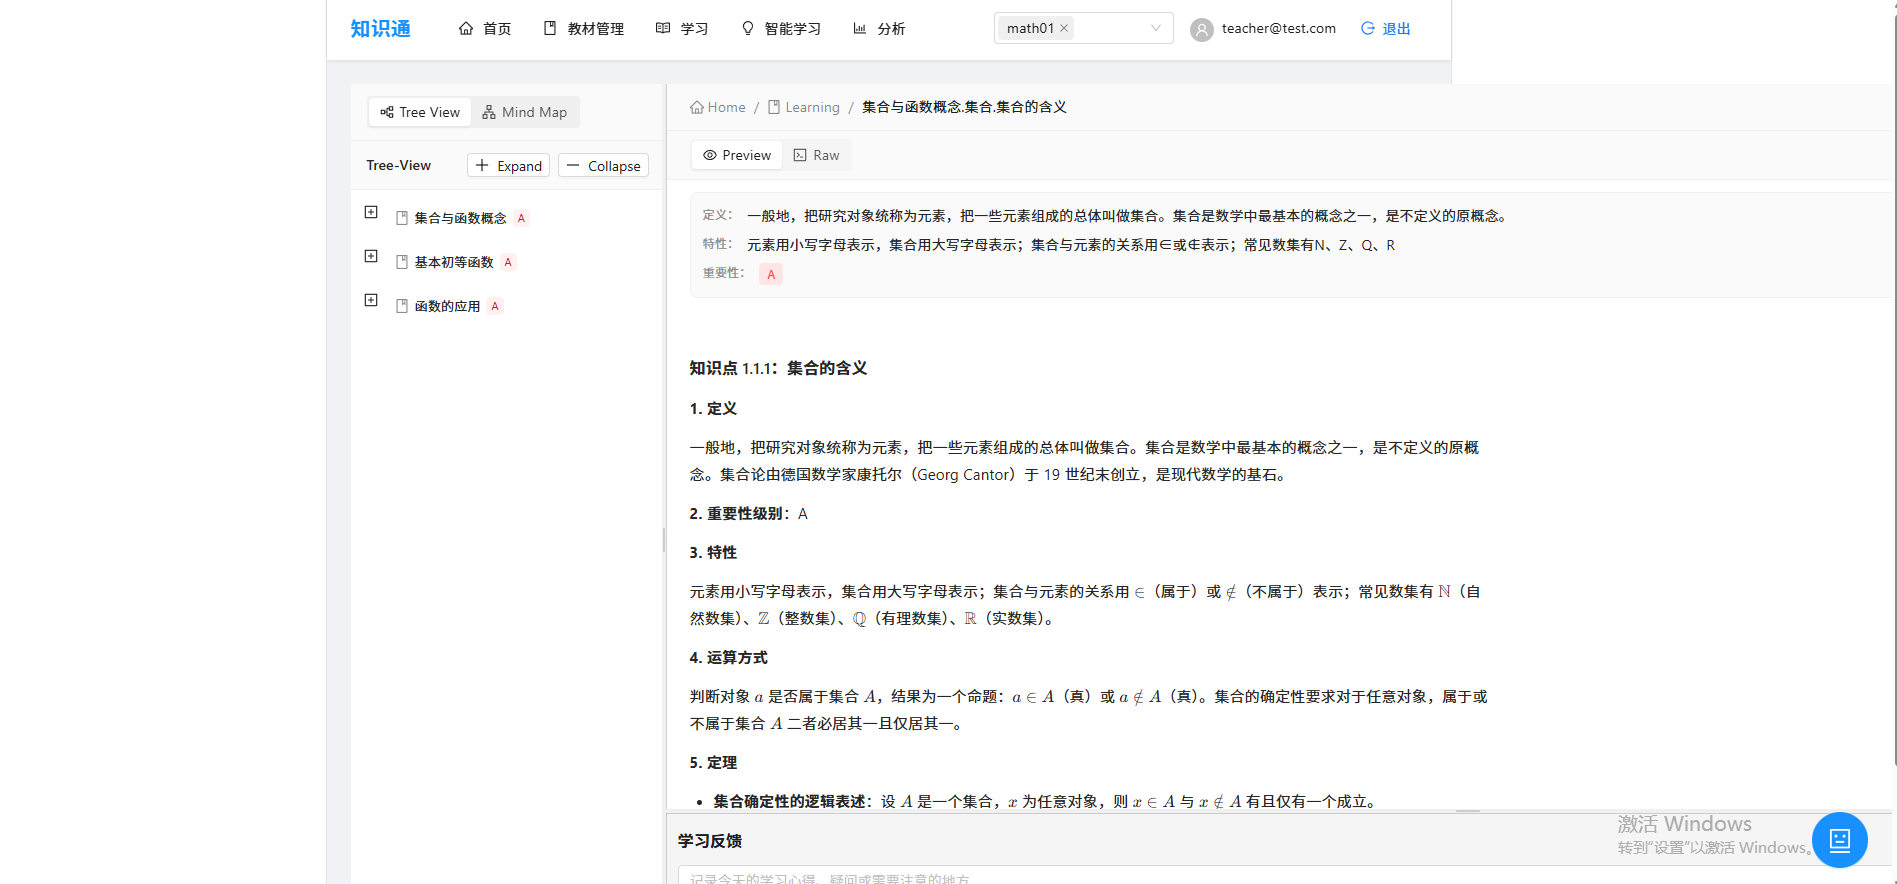 知识通 首页 教材管理 学习 智能学习 分析 math01 teacher@test.com 退出
Tree View Mind Map
Tree-View Expand Collapse
集合与函数概念 A
基本初等函数 A
函数的应用 A
Home / Learning / 集合与函数概念.集合.集合的含义
Preview Raw
定义： 一般地，把研究对象统称为元素，把一些元素组成的总体叫做集合。集合是数学中最基本的概念之一，是不定义的原概念。
特性： 元素用小写字母表示，集合用大写字母表示；集合与元素的关系用∈或∉表示；常见数集有N、Z、Q、R
重要性： A
知识点 1.1.1：集合的含义
1. 定义
一般地，把研究对象统称为元素，把一些元素组成的总体叫做集合。集合是数学中最基本的概念之一，是不定义的原概
念。集合论由德国数学家康托尔（Georg Cantor）于 19 世纪末创立，是现代数学的基石。
2. 重要性级别：A
3. 特性
元素用小写字母表示，集合用大写字母表示；集合与元素的关系用 ∈（属于）或 ∉（不属于）表示；常见数集有 ℕ（自
然数集）、ℤ（整数集）、ℚ（有理数集）、ℝ（实数集）。
4. 运算方式
判断对象 a 是否属于集合 A，结果为一个命题：a ∈ A（真）或 a ∉ A（真）。集合的确定性要求对于任意对象，属于或
不属于集合 A 二者必居其一且仅居其一。
5. 定理
• 集合确定性的逻辑表述：设 A 是一个集合，x 为任意对象，则 x ∈ A 与 x ∉ A 有且仅有一个成立。
学习反馈
记录今天的学习心得、疑问或需要注意的地方
激活 Windows
转到“设置”以激活 Windows。